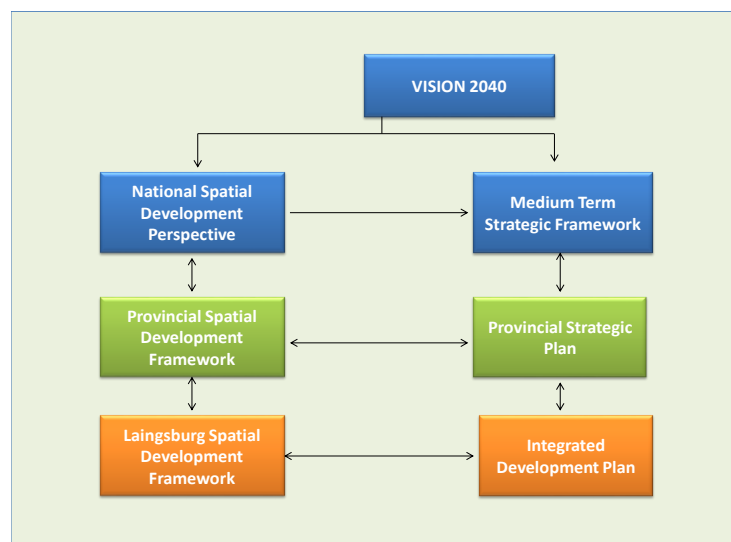 VISION 2040
National Spatial
Development
Perspective
Medium Term
Strategic Framework
Provincial Spatial
Development
Framework
Provincial Strategic
Plan
Laingsburg Spatial
Development
Framework
Integrated
Development Plan